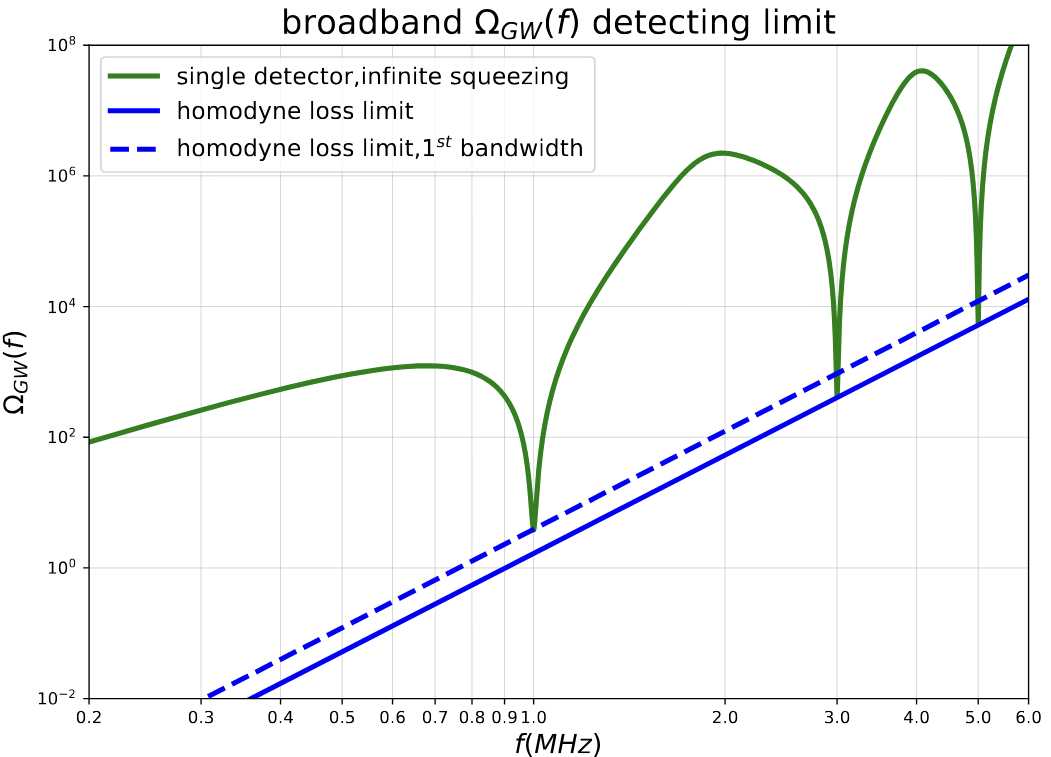 broadband Ω_GW(f) detecting limit
single detector,infinite squeezing
homodyne loss limit
homodyne loss limit,1^st bandwidth
10^8
10^6
10^4
10^2
10^0
10^−2
Ω_GW(f)
0.2 0.3 0.4 0.5 0.6 0.7 0.8 0.9 1.0 2.0 3.0 4.0 5.0 6.0
f(MHz)